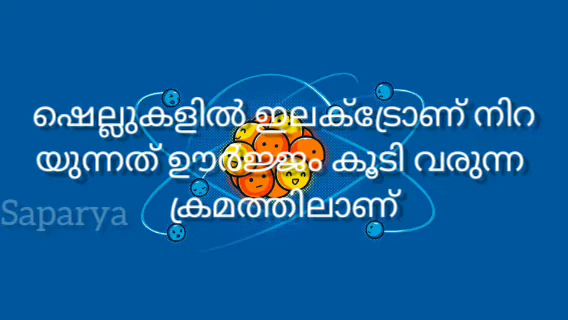 ഷെല്ലുകളിൽ ഇലക്ട്രോണ് നിറ
യുന്നത് ഊർജ്ജം കൂടി വരുന്ന
ക്രമത്തിലാണ്
Saparya